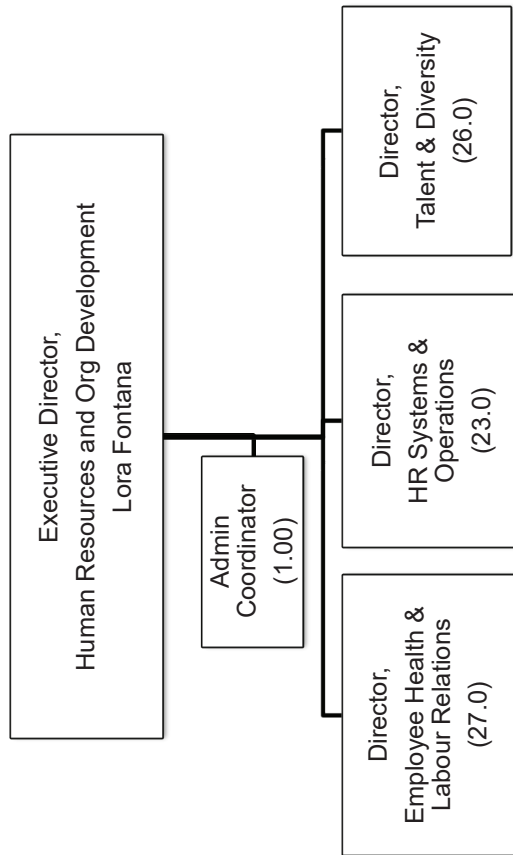 Executive Director,
Human Resources and Org Development
Lora Fontana
Admin
Coordinator
(1.00)
Director,
Employee Health &
Labour Relations
(27.0)
Director,
HR Systems &
Operations
(23.0)
Director,
Talent & Diversity
(26.0)